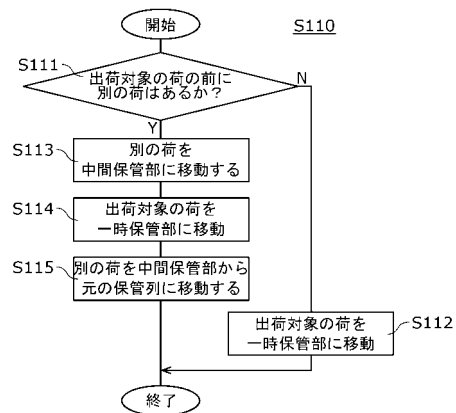 開始
S110
S111
出荷対象の荷の前に
別の荷はあるか？
N
Y
S113
別の荷を
中間保管部に移動する
S114
出荷対象の荷を
一時保管部に移動
S115
別の荷を中間保管部から
元の保管列に移動する
出荷対象の荷を
一時保管部に移動
S112
終了